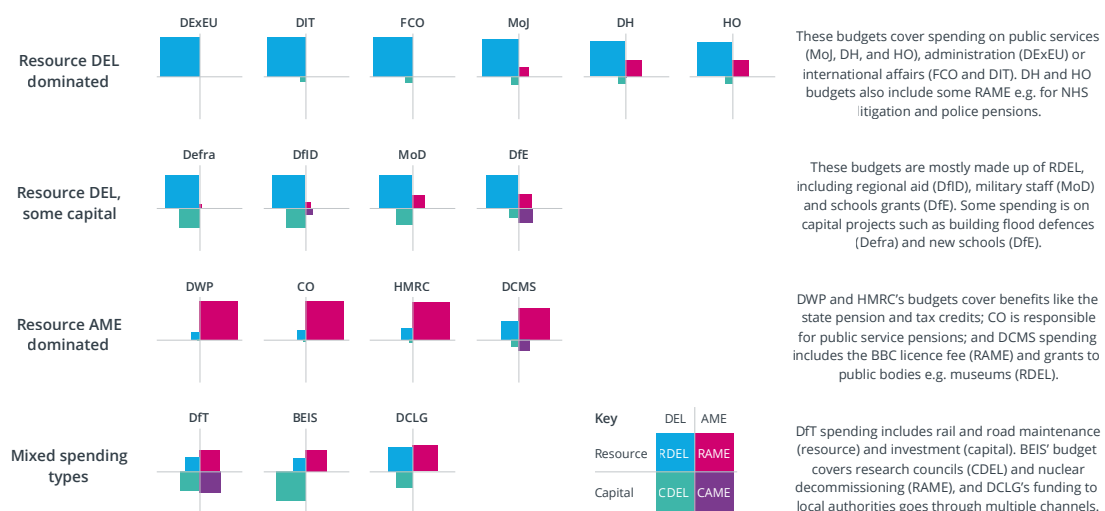 DExEU
DIT
FCO
MoJ
DH
HO
Resource DEL
dominated
These budgets cover spending on public services
(MoJ, DH, and HO), administration (DExEU) or
international affairs (FCO and DIT). DH and HO
budgets also include some RAME e.g. for NHS
litigation and police pensions.
Defra
DfID
MoD
DfE
Resource DEL,
some capital
These budgets are mostly made up of RDEL,
including regional aid (DfID), military staff (MoD)
and schools grants (DfE). Some spending is on
capital projects such as building flood defences
(Defra) and new schools (DfE).
DWP
CO
HMRC
DCMS
Resource AME
dominated
DWP and HMRC's budgets cover benefits like the
state pension and tax credits; CO is responsible
for public service pensions; and DCMS spending
includes the BBC licence fee (RAME) and grants to
public bodies e.g. museums (RDEL).
DfT
BEIS
DCLG
Mixed spending
types
Key
DEL
AME
Resource
RDEL
RAME
Capital
CDEL
CAME
DfT spending includes rail and road maintenance
(resource) and investment (capital). BEIS' budget
covers research councils (CDEL) and nuclear
decommissioning (RAME), and DCLG's funding to
local authorities goes through multiple channels.